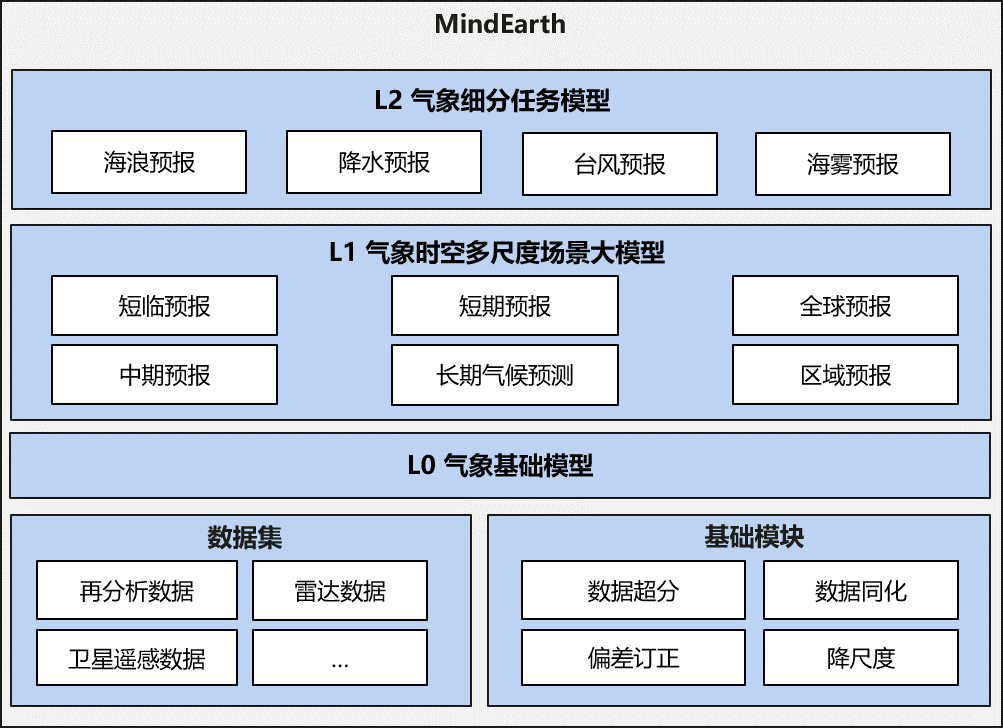 MindEarth
L2 气象细分任务模型
海浪预报
降水预报
台风预报
海雾预报
L1 气象时空多尺度场景大模型
短临预报
短期预报
全球预报
中期预报
长期气候预测
区域预报
L0 气象基础模型
数据集
再分析数据
雷达数据
卫星遥感数据
...
基础模块
数据超分
数据同化
偏差订正
降尺度